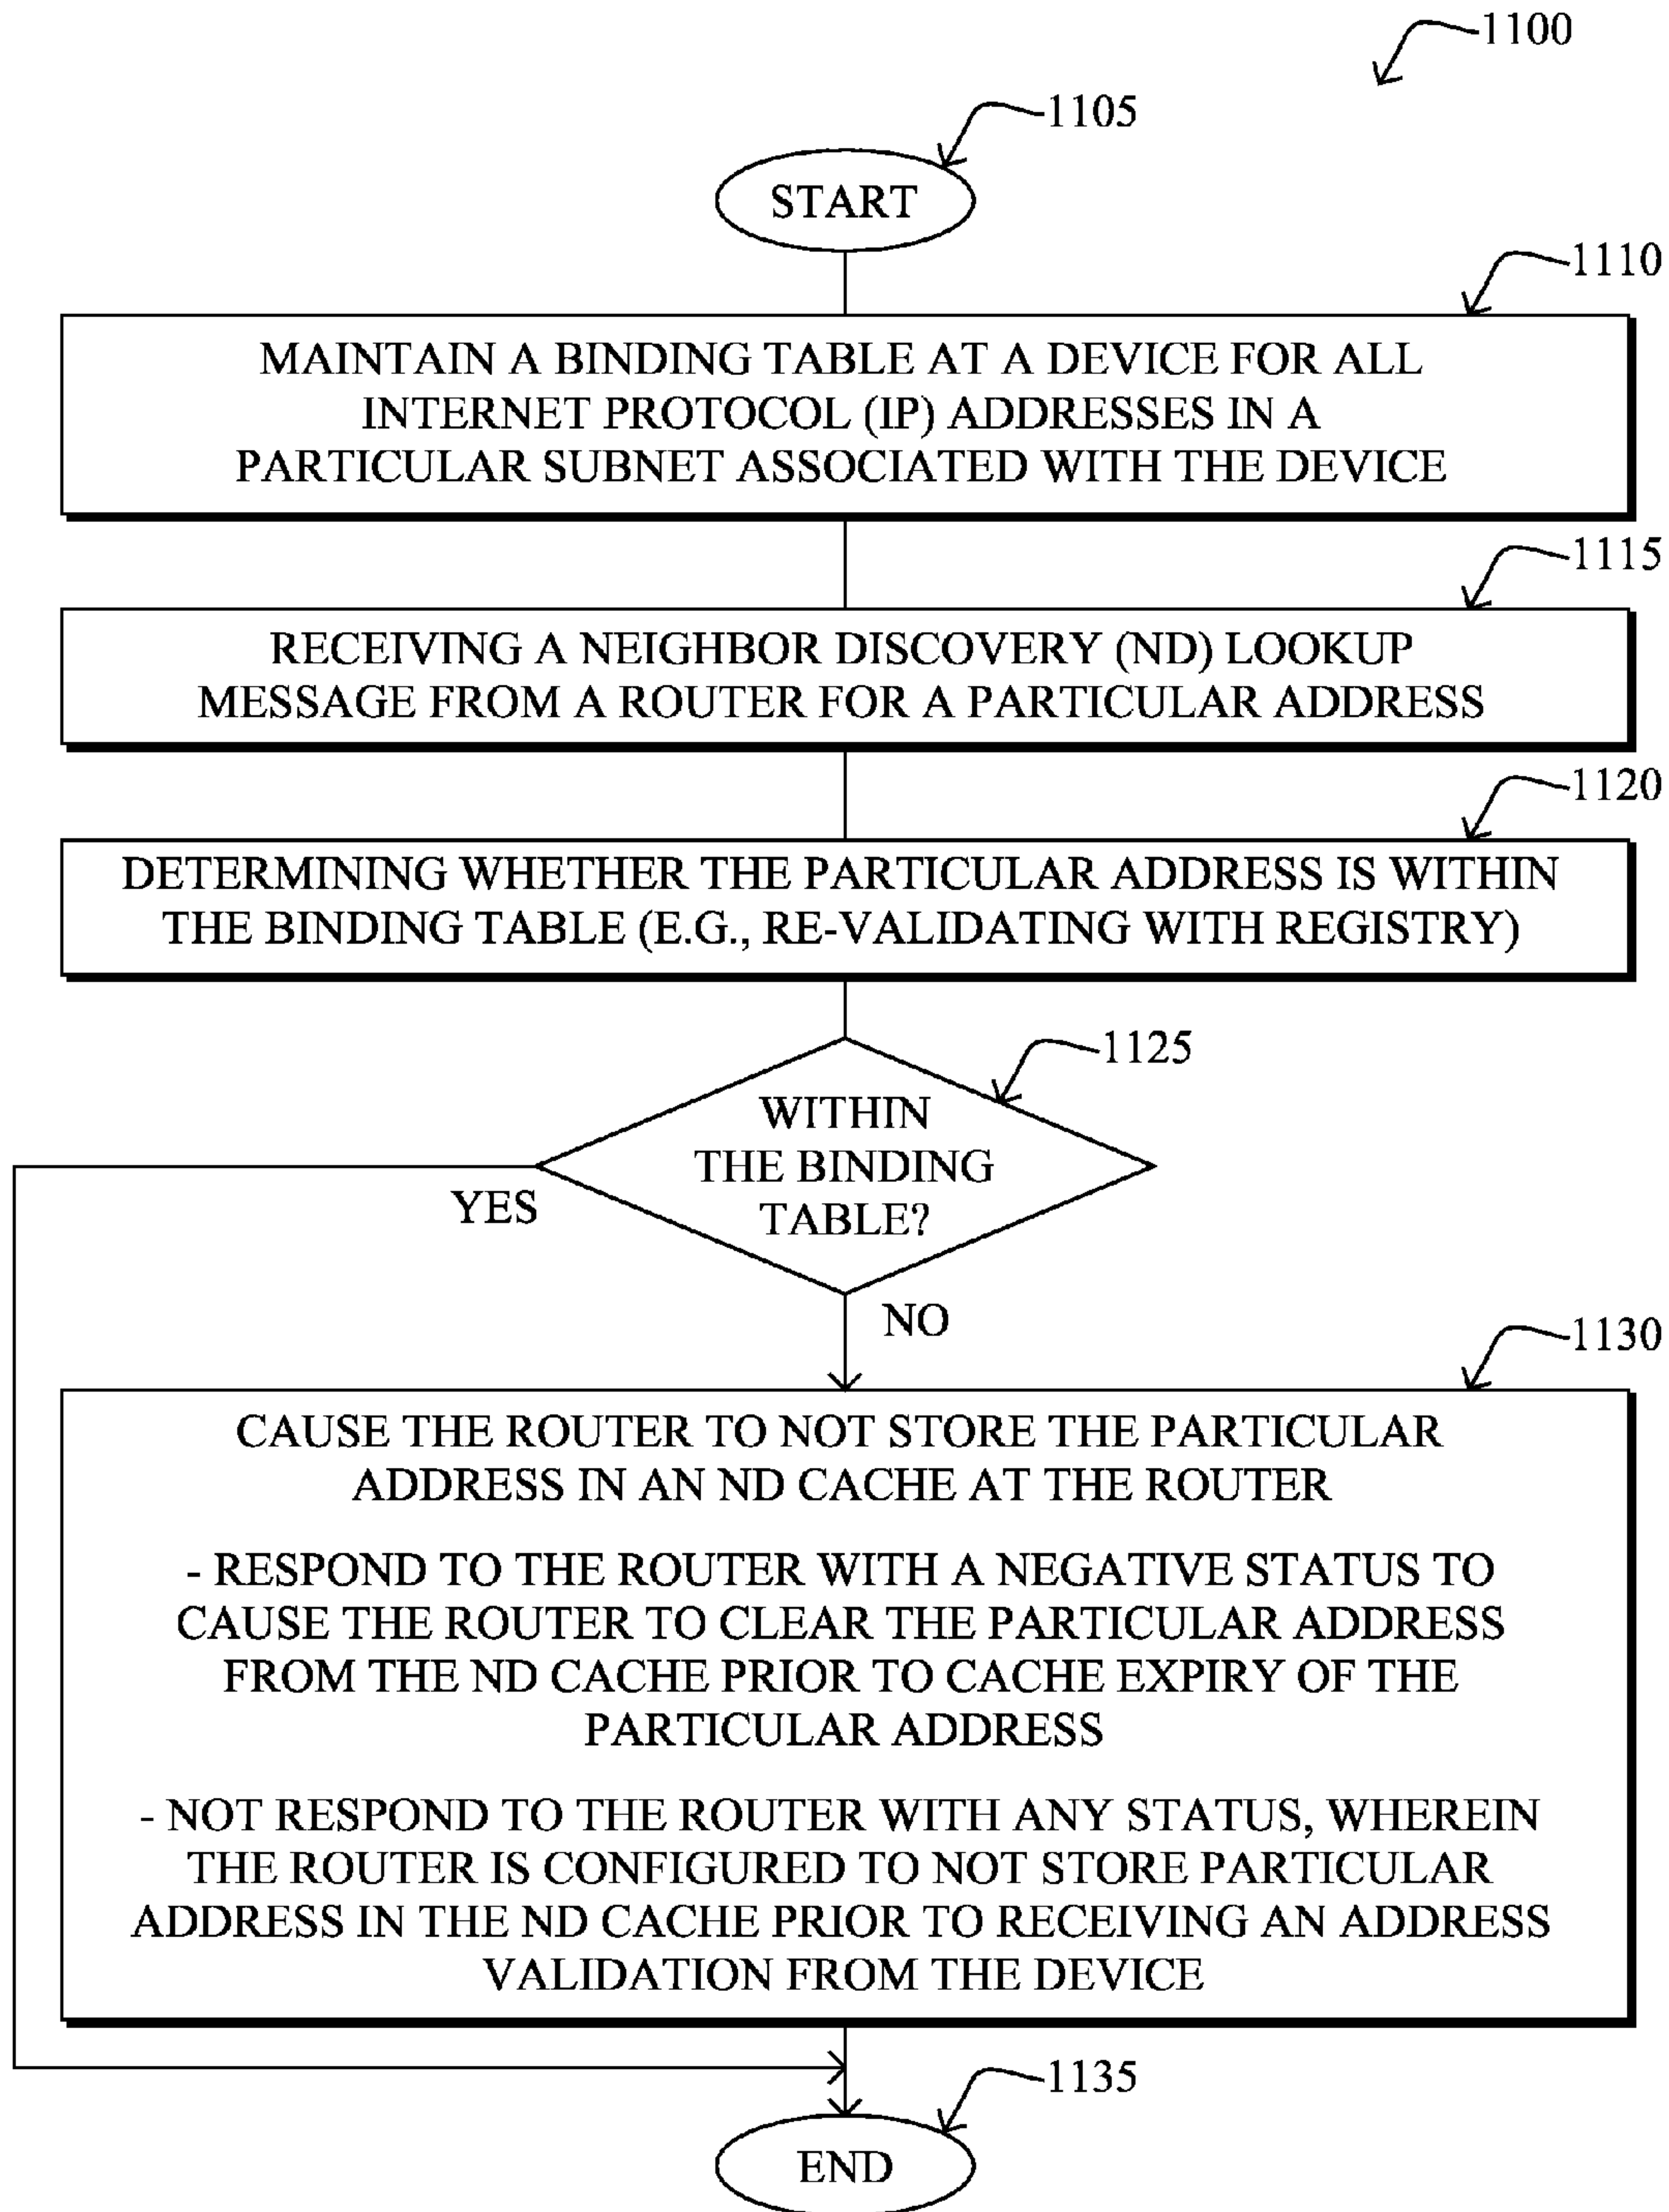 1100
1105
START
1110
MAINTAIN A BINDING TABLE AT A DEVICE FOR ALL
INTERNET PROTOCOL (IP) ADDRESSES IN A
PARTICULAR SUBNET ASSOCIATED WITH THE DEVICE
1115
RECEIVING A NEIGHBOR DISCOVERY (ND) LOOKUP
MESSAGE FROM A ROUTER FOR A PARTICULAR ADDRESS
1120
DETERMINING WHETHER THE PARTICULAR ADDRESS IS WITHIN
THE BINDING TABLE (E.G., RE-VALIDATING WITH REGISTRY)
1125
WITHIN
THE BINDING
TABLE?
YES
NO
1130
CAUSE THE ROUTER TO NOT STORE THE PARTICULAR
ADDRESS IN AN ND CACHE AT THE ROUTER
- RESPOND TO THE ROUTER WITH A NEGATIVE STATUS TO
CAUSE THE ROUTER TO CLEAR THE PARTICULAR ADDRESS
FROM THE ND CACHE PRIOR TO CACHE EXPIRY OF THE
PARTICULAR ADDRESS
- NOT RESPOND TO THE ROUTER WITH ANY STATUS, WHEREIN
THE ROUTER IS CONFIGURED TO NOT STORE PARTICULAR
ADDRESS IN THE ND CACHE PRIOR TO RECEIVING AN ADDRESS
VALIDATION FROM THE DEVICE
1135
END